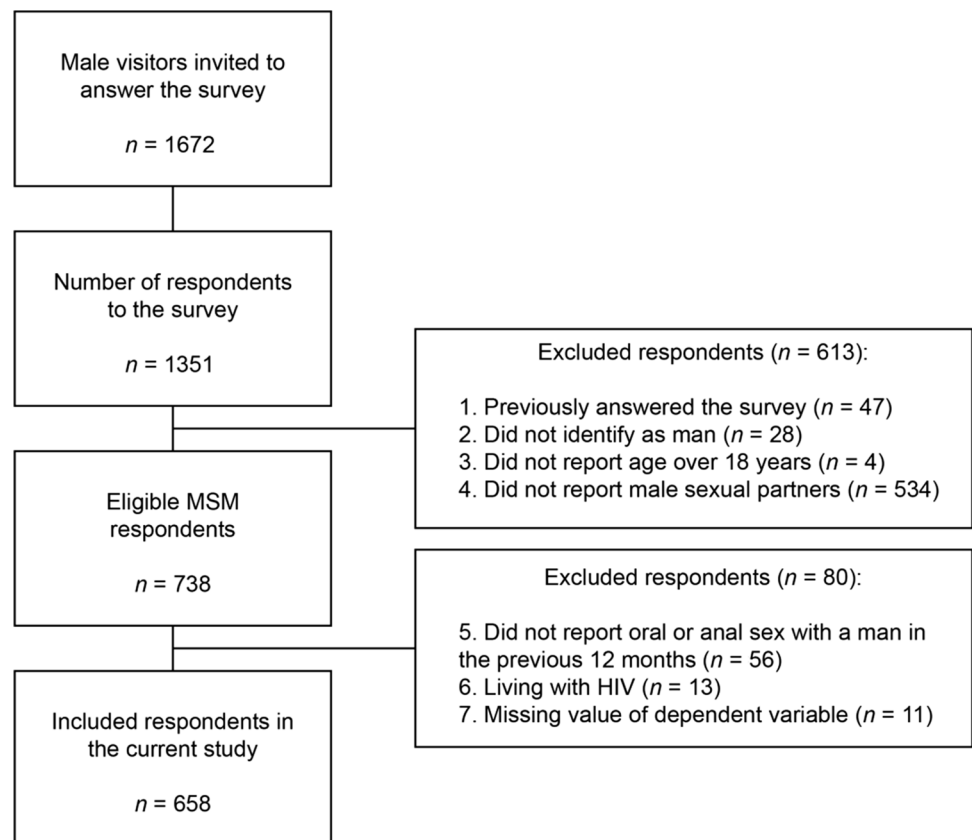 Male visitors invited to
answer the survey
n = 1672
Number of respondents
to the survey
n = 1351
Excluded respondents (n = 613):
1. Previously answered the survey (n = 47)
2. Did not identify as man (n = 28)
3. Did not report age over 18 years (n = 4)
4. Did not report male sexual partners (n = 534)
Eligible MSM
respondents
n = 738
Excluded respondents (n = 80):
5. Did not report oral or anal sex with a man in
the previous 12 months (n = 56)
6. Living with HIV (n = 13)
7. Missing value of dependent variable (n = 11)
Included respondents in
the current study
n = 658